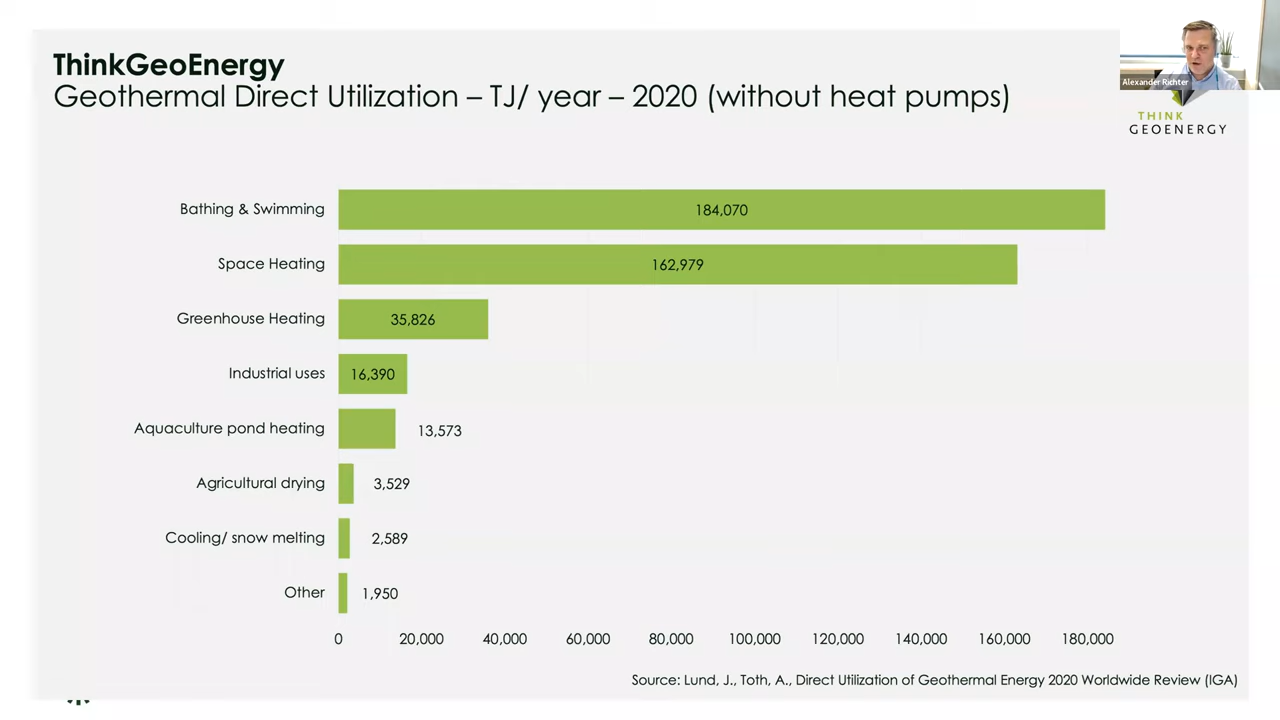 ThinkGeoEnergy
Geothermal Direct Utilization – TJ/ year – 2020 (without heat pumps)
Alexander Richter
THINK
GEOENERGY
Bathing & Swimming 184,070
Space Heating 162,979
Greenhouse Heating 35,826
Industrial uses 16,390
Aquaculture pond heating 13,573
Agricultural drying 3,529
Cooling/ snow melting 2,589
Other 1,950
0 20,000 40,000 60,000 80,000 100,000 120,000 140,000 160,000 180,000
Source: Lund, J., Toth, A., Direct Utilization of Geothermal Energy 2020 Worldwide Review (IGA)